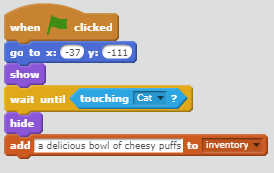 when clicked
go to x: -37 y: -111
show
wait until touching Cat ?
hide
add a delicious bowl of cheesy puffs to inventory